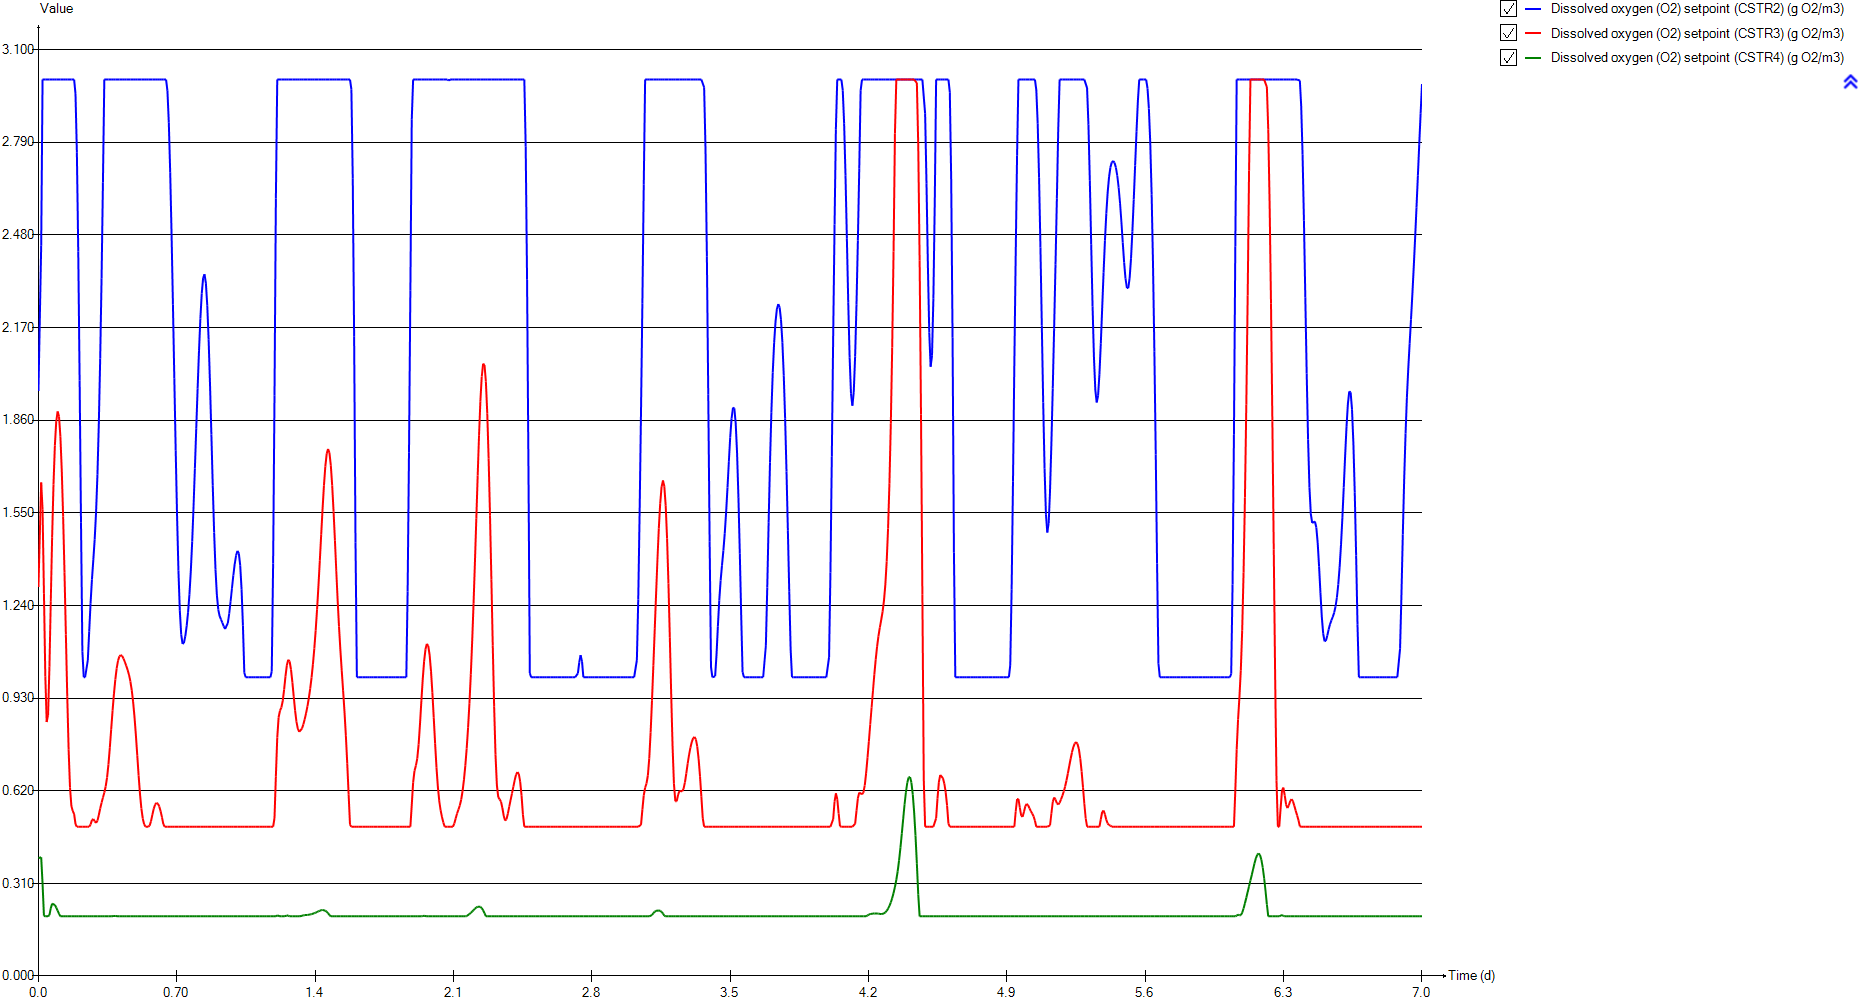 Value
Dissolved oxygen (O2) setpoint (CSTR2) (g O2/m3)
Dissolved oxygen (O2) setpoint (CSTR3) (g O2/m3)
Dissolved oxygen (O2) setpoint (CSTR4) (g O2/m3)
3.100
2.790
2.480
2.170
1.860
1.550
1.240
0.930
0.620
0.310
0.000
Time (d)
0.0 0.70 1.4 2.1 2.8 3.5 4.2 4.9 5.6 6.3 7.0